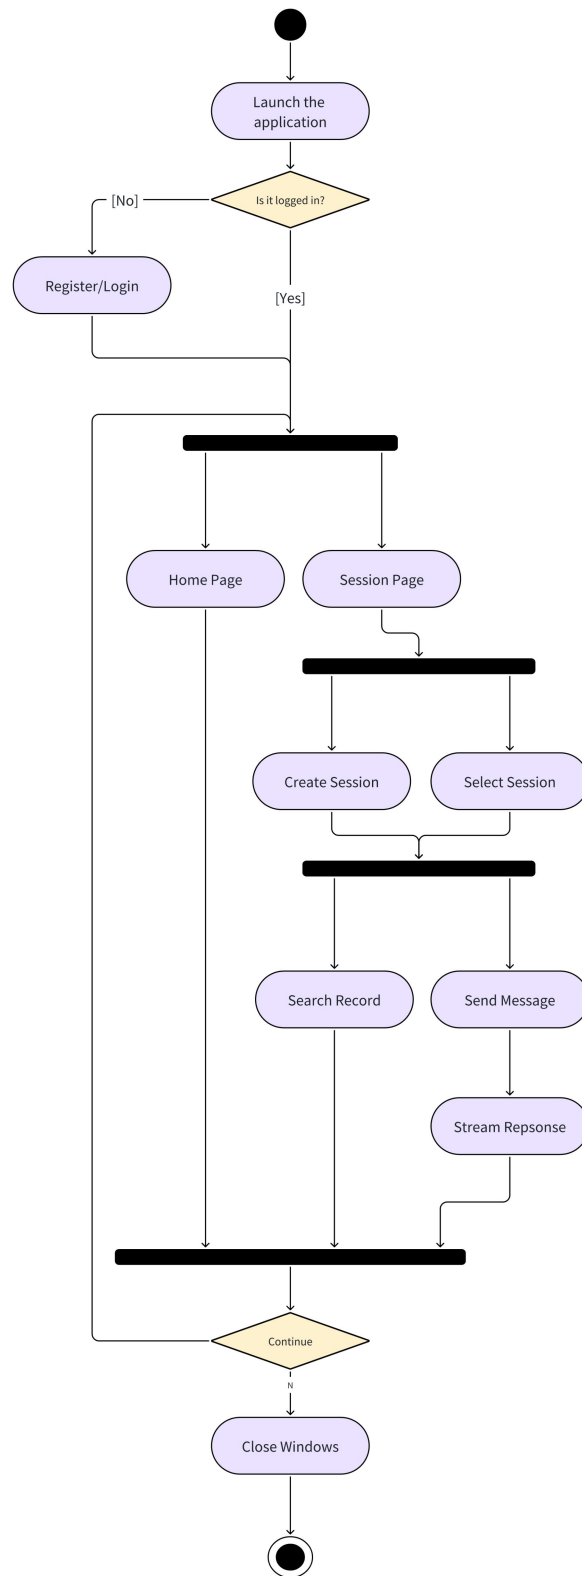 Launch the
application
Is it logged in?
[No]
Register/Login
[Yes]
Home Page
Session Page
Create Session
Select Session
Search Record
Send Message
Stream Repsonse
Continue
N
Close Windows